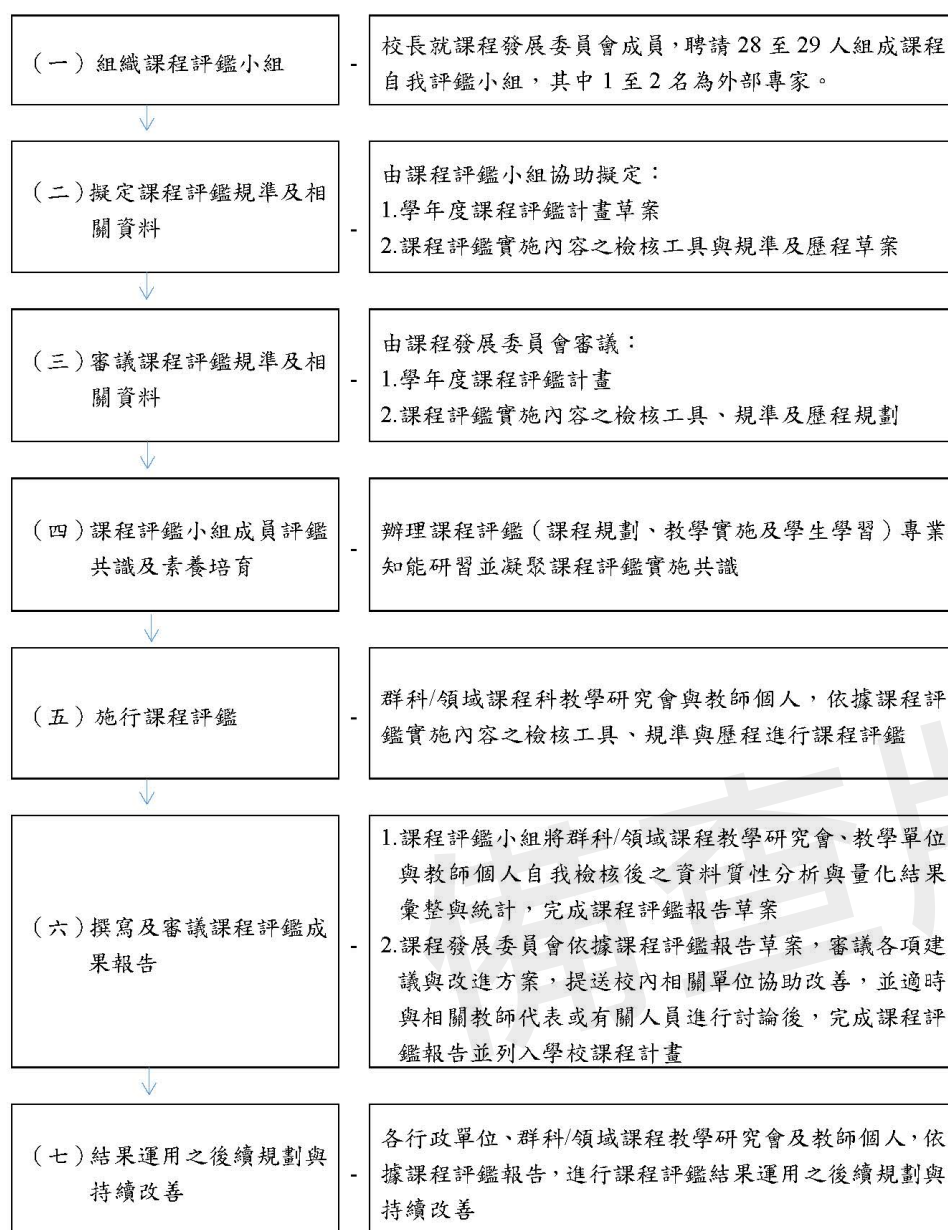 （一）組織課程評鑑小組
-
校長就課程發展委員會成員，聘請 28 至 29 人組成課程
自我評鑑小組，其中 1 至 2 名為外部專家。
（二）擬定課程評鑑規準及相
關資料
-
由課程評鑑小組協助擬定：
1.學年度課程評鑑計畫草案
2.課程評鑑實施內容之檢核工具與規準及歷程草案
（三）審議課程評鑑規準及相
關資料
-
由課程發展委員會審議：
1.學年度課程評鑑計畫
2.課程評鑑實施內容之檢核工具、規準及歷程規劃
（四）課程評鑑小組成員評鑑
共識及素養培育
-
辦理課程評鑑（課程規劃、教學實施及學生學習）專業
知能研習並凝聚課程評鑑實施共識
（五）施行課程評鑑
-
群科/領域課程科教學研究會與教師個人，依據課程評
鑑實施內容之檢核工具、規準與歷程進行課程評鑑
（六）撰寫及審議課程評鑑成
果報告
-
1.課程評鑑小組將群科/領域課程教學研究會、教學單位
與教師個人自我檢核後之資料質性分析與量化結果
彙整與統計，完成課程評鑑報告草案
2.課程發展委員會依據課程評鑑報告草案，審議各項建
議與改進方案，提送校內相關單位協助改善，並適時
與相關教師代表或有關人員進行討論後，完成課程評
鑑報告並列入學校課程計畫
（七）結果運用之後續規劃與
持續改善
-
各行政單位、群科/領域課程教學研究會及教師個人，依
據課程評鑑報告，進行課程評鑑結果運用之後續規劃與
持續改善
備查版